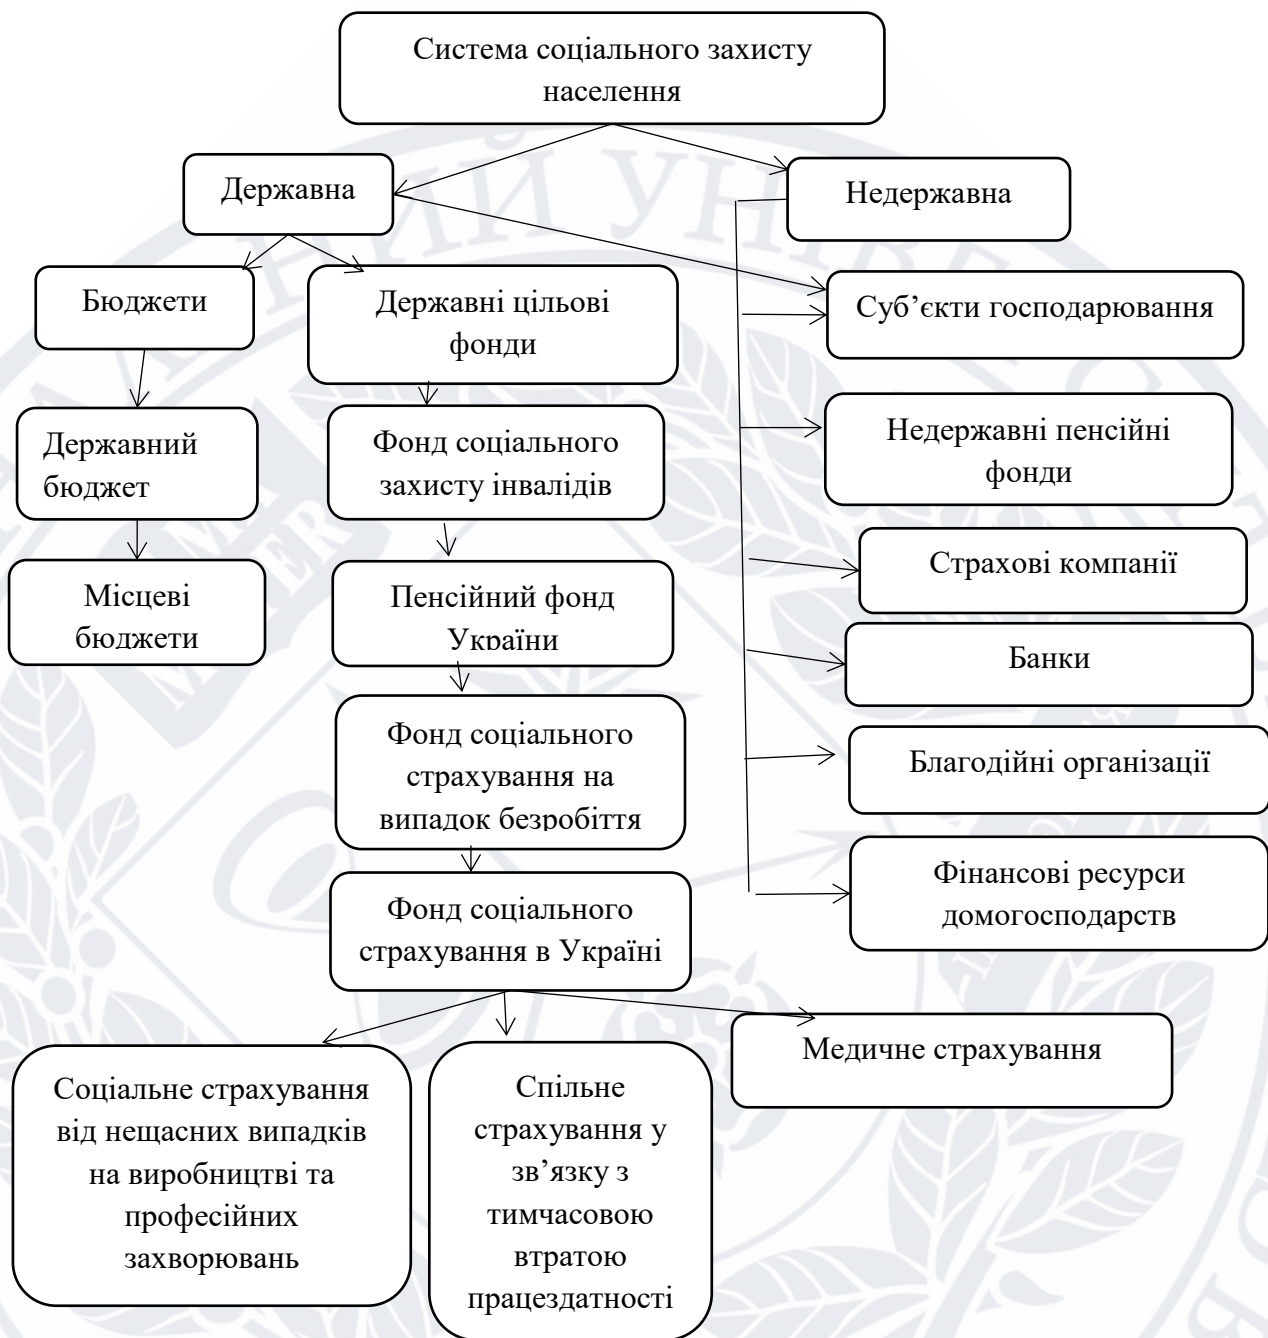 Система соціального захисту
населення
Державна
Недержавна
Бюджети
Державні цільові
фонди
Суб’єкти господарювання
Державний
бюджет
Фонд соціального
захисту інвалідів
Недержавні пенсійні
фонди
Місцеві
бюджети
Пенсійний фонд
України
Страхові компанії
Банки
Фонд соціального
страхування на
випадок безробіття
Благодійні організації
Фонд соціального
страхування в Україні
Фінансові ресурси
домогосподарств
Соціальне страхування
від нещасних випадків
на виробництві та
професійних
захворювань
Спільне
страхування у
зв’язку з
тимчасовою
втратою
працездатності
Медичне страхування